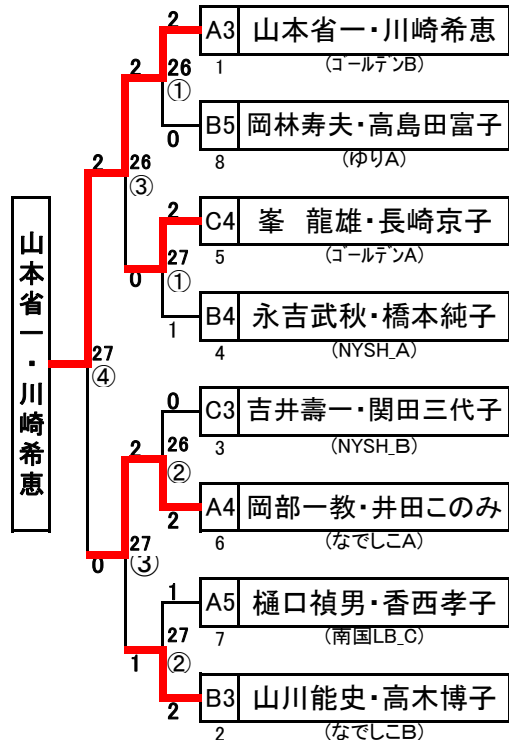 2
A3 山本省一・川崎希恵
2
26
1
(ゴールデンB)
①
0
B5 岡林寿夫・高島田富子
2
26
8
(ゆりA)
③
2
C4 峯 龍雄・長崎京子
27
5
(ゴールデンA)
0
①
1
B4 永吉武秋・橋本純子
4
(NYSH_A)
山本省一・川崎希恵
27
④
0
C3 吉井壽一・関田三代子
2
26
3
(NYSH_B)
②
2
A4 岡部一教・井田このみ
27
6
(なでしこA)
0
③
1
A5 樋口禎男・香西孝子
27
7
(南国LB_C)
1
②
2
B3 山川能史・高木博子
2
(なでしこB)